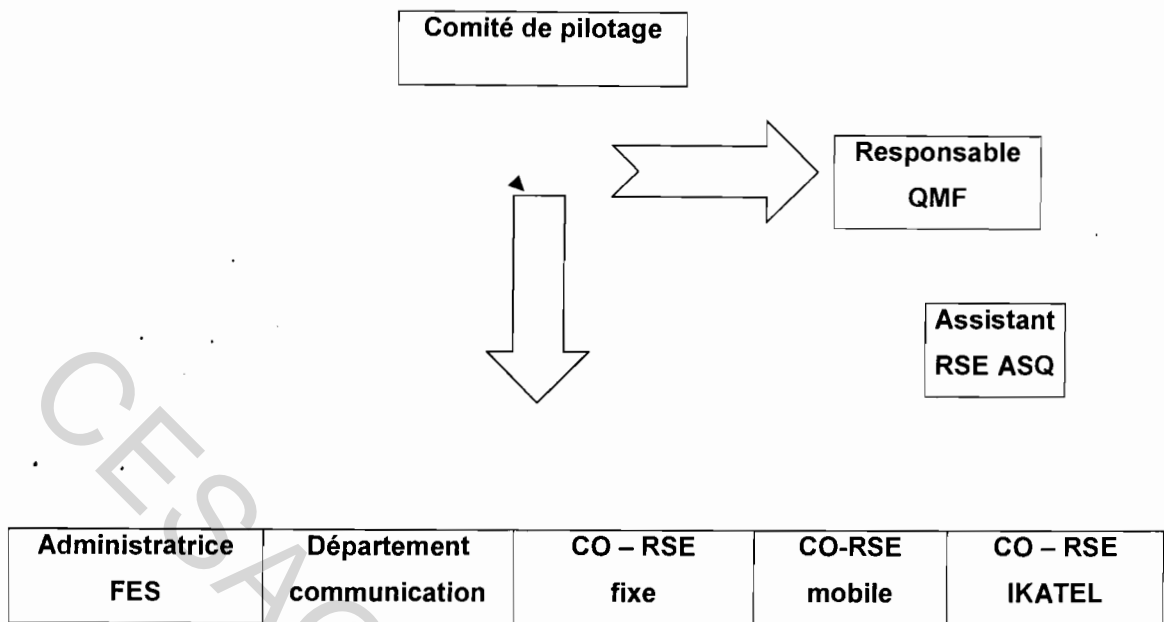 Comité de pilotage
Responsable
QMF
Assistant
RSE ASQ
Administratrice
FES
Département
communication
CO – RSE
fixe
CO-RSE
mobile
CO – RSE
IKATEL
CESAG